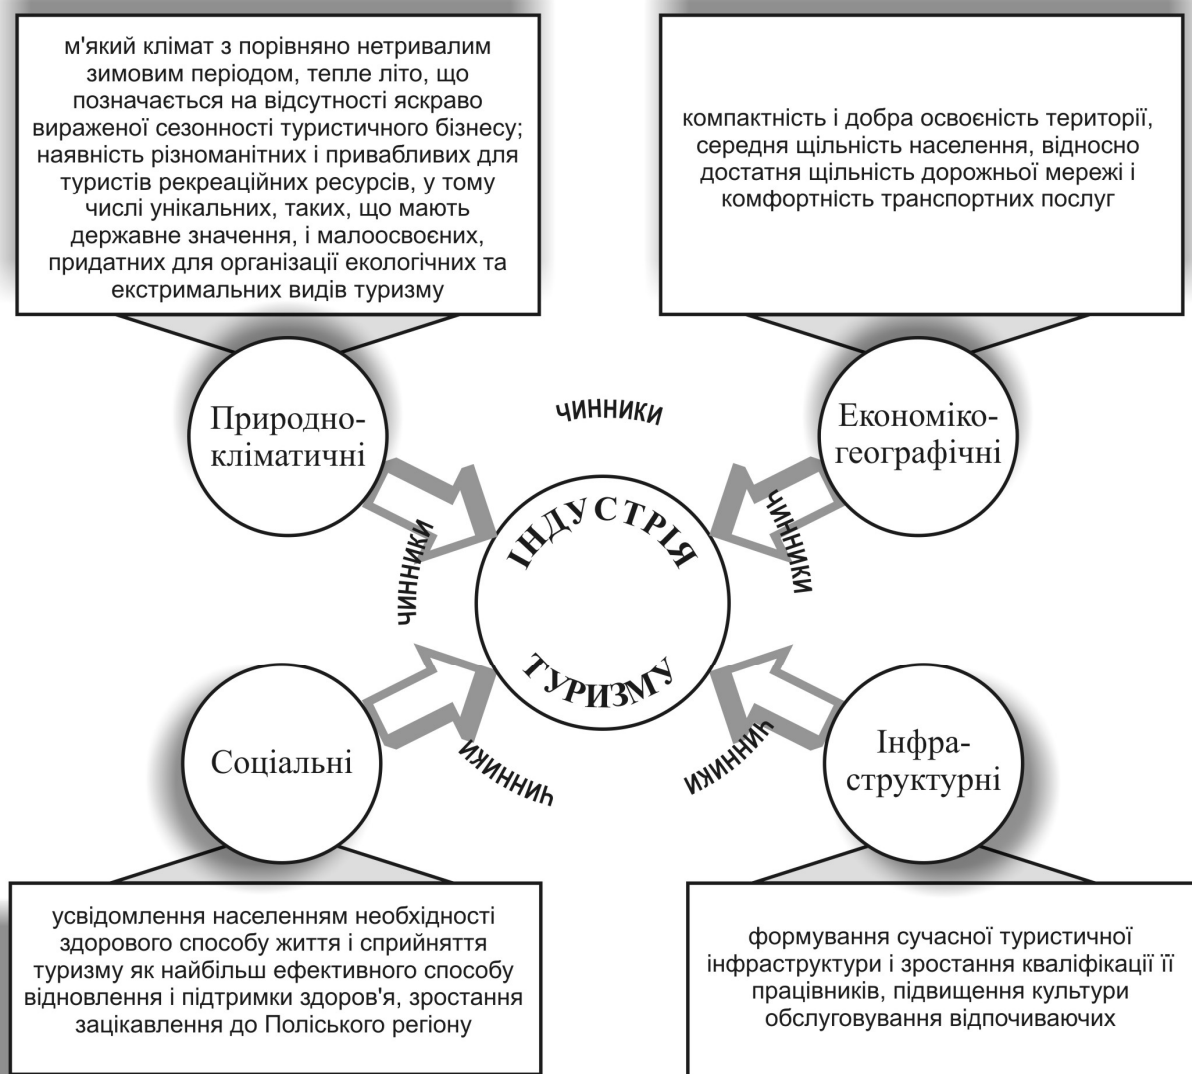 м'який клімат з порівняно нетривалим
зимовим періодом, тепле літо, що
позначається на відсутності яскраво
вираженої сезонності туристичного бізнесу;
наявність різноманітних і привабливих для
туристів рекреаційних ресурсів, у тому
числі унікальних, таких, що мають
державне значення, і малоосвоєних,
придатних для організації екологічних та
екстримальних видів туризму
компактність і добра освоєність території,
середня щільність населення, відносно
достатня щільність дорожньої мережі і
комфортність транспортних послуг
Природно-
кліматичні
чинники
Економіко-
географічні
ІНДУСТРІЯ
ТУРИЗМУ
чинники
чинники
Соціальні
чинники
чинники
Інфра-
структурні
усвідомлення населенням необхідності
здорового способу життя і сприйняття
туризму як найбільш ефективного способу
відновлення і підтримки здоров'я, зростання
зацікавлення до Поліського регіону
формування сучасної туристичної
інфраструктури і зростання кваліфікації її
працівників, підвищення культури
обслуговування відпочиваючих